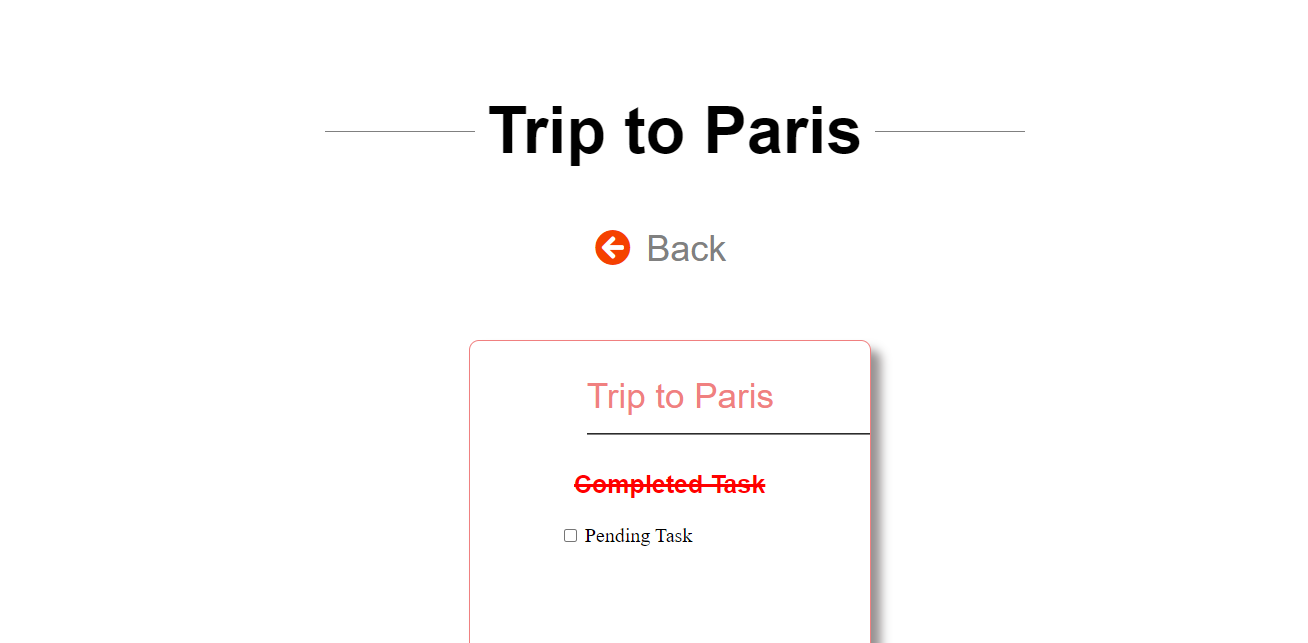 Trip to Paris
Back
Trip to Paris
Completed Task
Pending Task